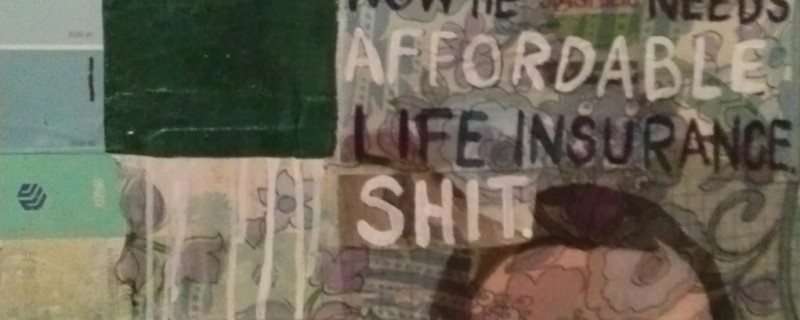 NOW HE NEEDS
AFFORDABLE
LIFE INSURANCE.
SHIT.